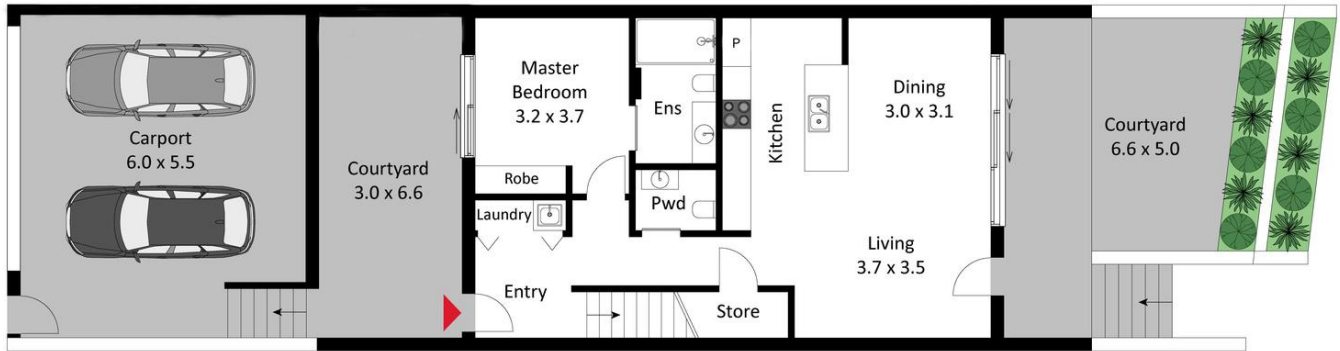 Carport
6.0 x 5.5
Courtyard
3.0 x 6.6
Master
Bedroom
3.2 x 3.7
Robe
Laundry
Entry
Ens
Pwd
P
Kitchen
Store
Dining
3.0 x 3.1
Living
3.7 x 3.5
Courtyard
6.6 x 5.0